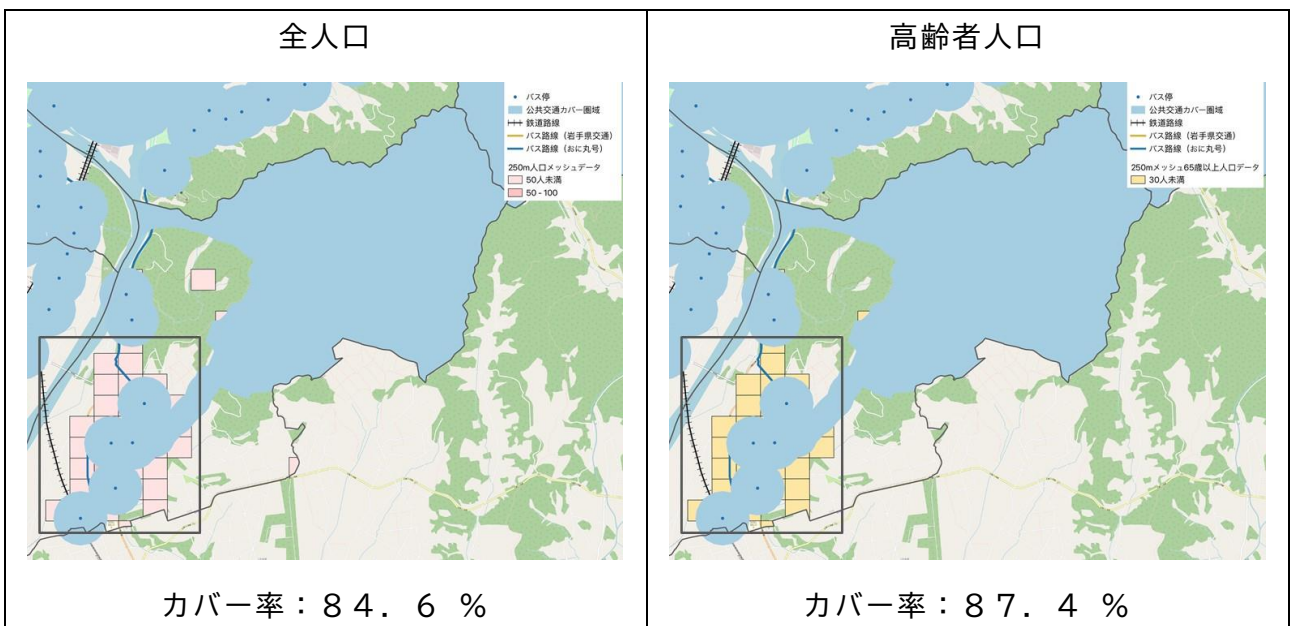 全人口
高齢者人口
バス停
公共交通カバー圏域
鉄道路線
バス路線（岩手県交通）
バス路線（おに丸号）
250m人口メッシュデータ
50人未満
50 - 100
バス停
公共交通カバー圏域
鉄道路線
バス路線（岩手県交通）
バス路線（おに丸号）
250mメッシュ65歳以上人口データ
30人未満
カバー率：８４．６ %
カバー率：８７．４ %